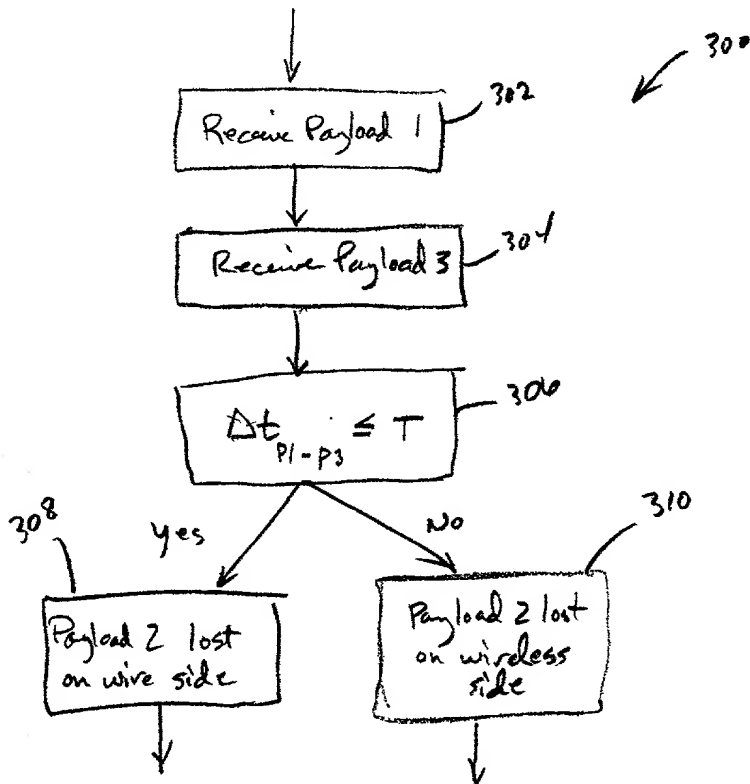 300
302
Receive Payload 1
304
Receive Payload 3
306
Δt p1-p3 ≤ T
308
Yes
No
310
Payload 2 lost
on wire side
Payload 2 lost
on wireless
side